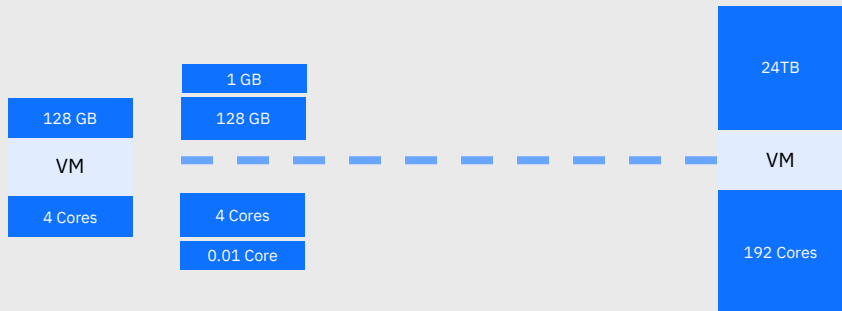 128 GB
VM
4 Cores
1 GB
128 GB
4 Cores
0.01 Core
24TB
VM
192 Cores